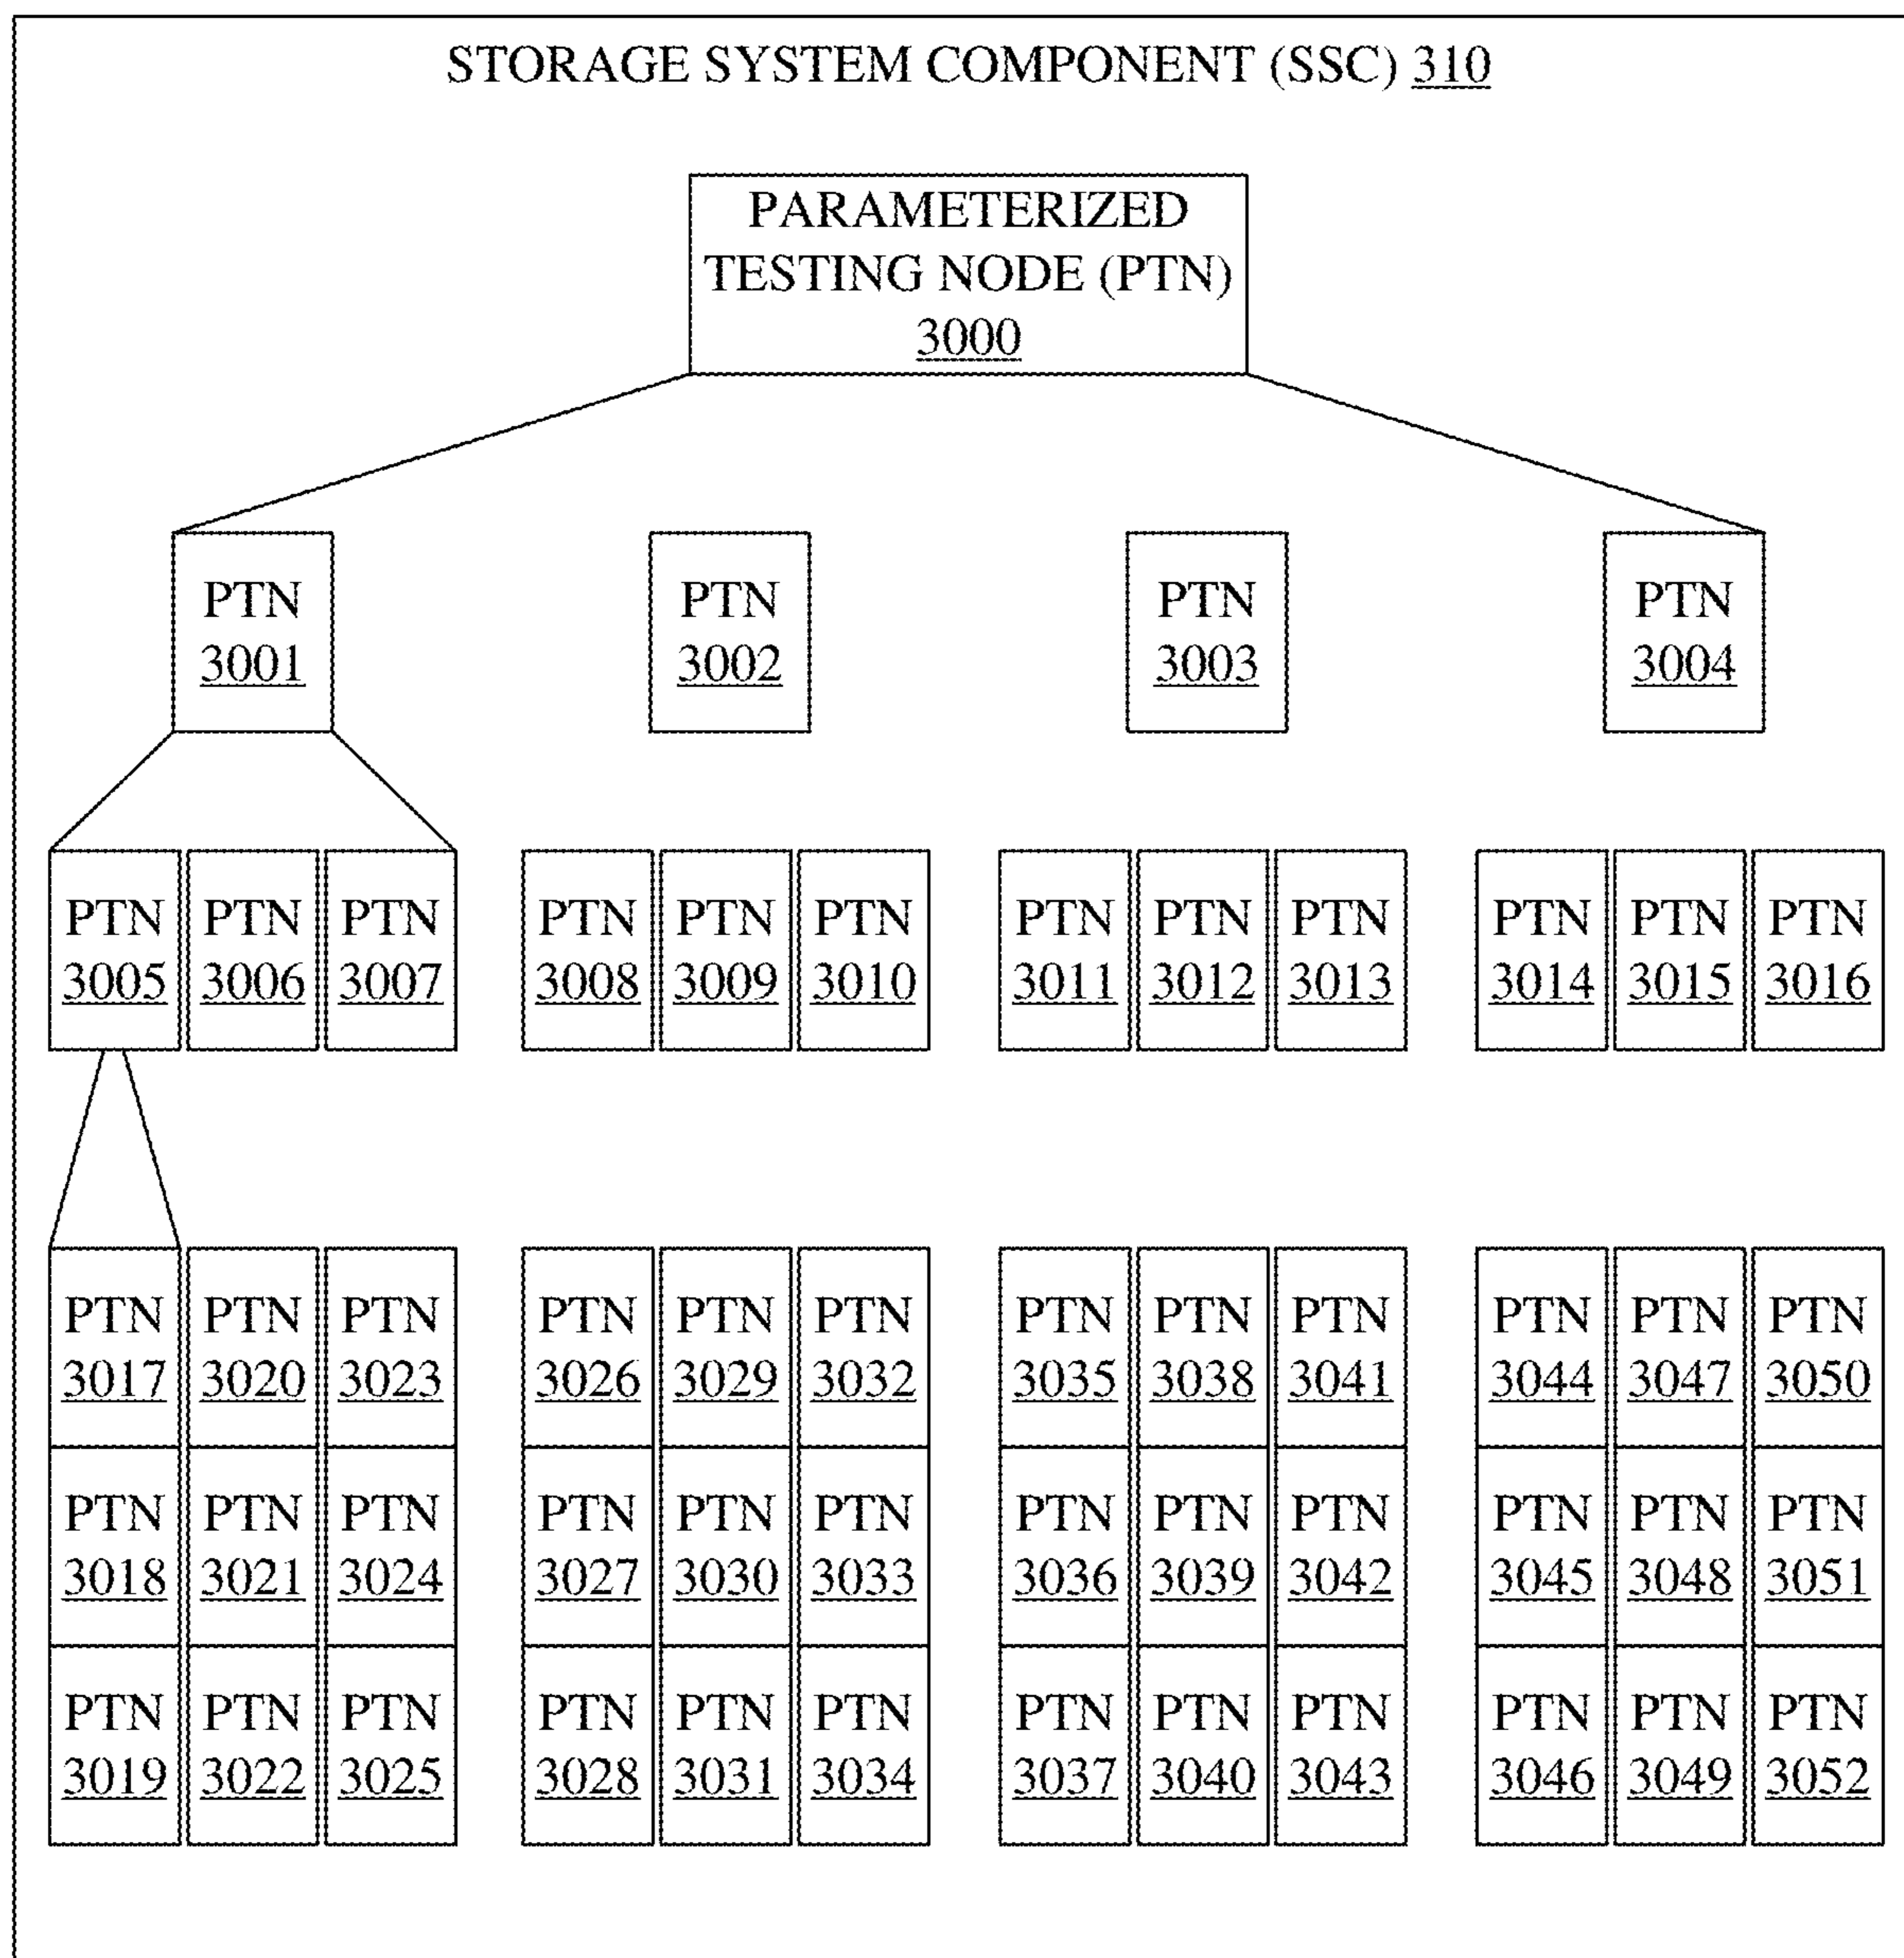 STORAGE SYSTEM COMPONENT (SSC) 310
PARAMETERIZED
TESTING NODE (PTN)
3000
PTN PTN PTN PTN
3001 3002 3003 3004
PTN PTN PTN PTN PTN PTN PTN PTN PTN PTN PTN PTN
3005 3006 3007 3008 3009 3010 3011 3012 3013 3014 3015 3016
PTN PTN PTN PTN PTN PTN PTN PTN PTN PTN PTN PTN
3017 3020 3023 3026 3029 3032 3035 3038 3041 3044 3047 3050
PTN PTN PTN PTN PTN PTN PTN PTN PTN PTN PTN PTN
3018 3021 3024 3027 3030 3033 3036 3039 3042 3045 3048 3051
PTN PTN PTN PTN PTN PTN PTN PTN PTN PTN PTN PTN
3019 3022 3025 3028 3031 3034 3037 3040 3043 3046 3049 3052